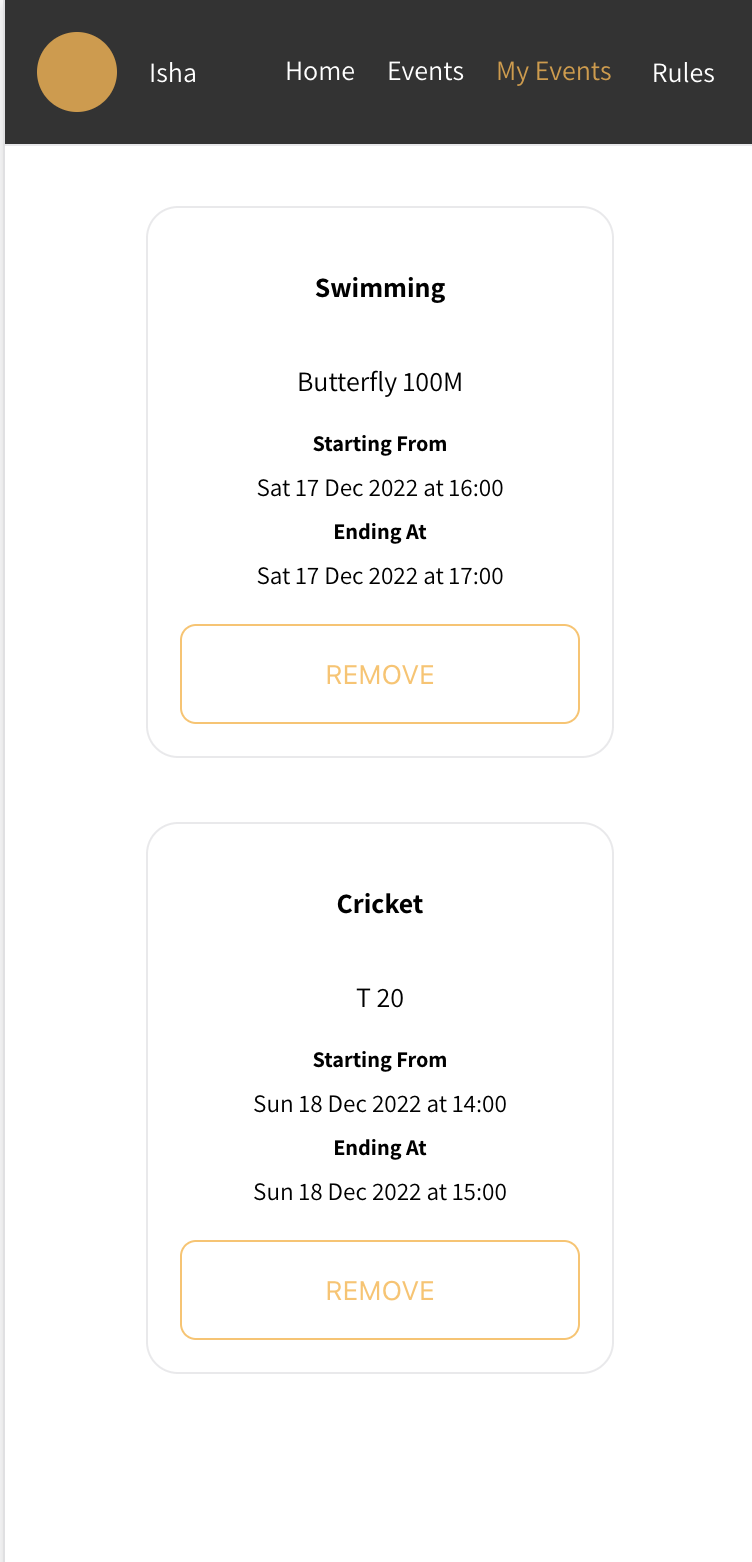 Isha Home Events My Events Rules
Swimming
Butterfly 100M
Starting From
Sat 17 Dec 2022 at 16:00
Ending At
Sat 17 Dec 2022 at 17:00
REMOVE
Cricket
T 20
Starting From
Sun 18 Dec 2022 at 14:00
Ending At
Sun 18 Dec 2022 at 15:00
REMOVE